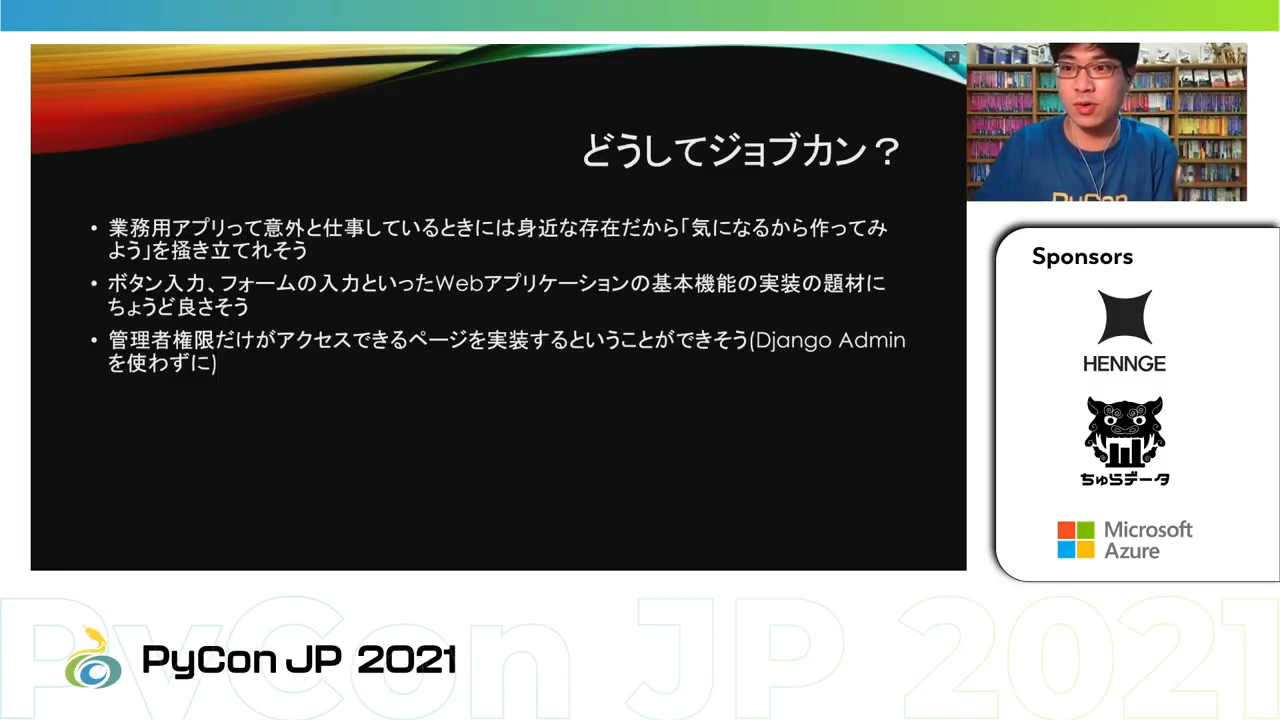 どうしてジョブカン？
• 業務用アプリって意外と仕事しているときには身近な存在だから「気になるから作ってみ
よう」を掻き立てれそう
• ボタン入力、フォームの入力といったWebアプリケーションの基本機能の実装の題材に
ちょうど良さそう
• 管理者権限だけがアクセスできるページを実装するということができそう(Django Admin
を使わずに)
PyCon
Sponsors
HENNGE
ちゅらデータ
Microsoft
Azure
PyCon JP 2021
PyCon JP 2021